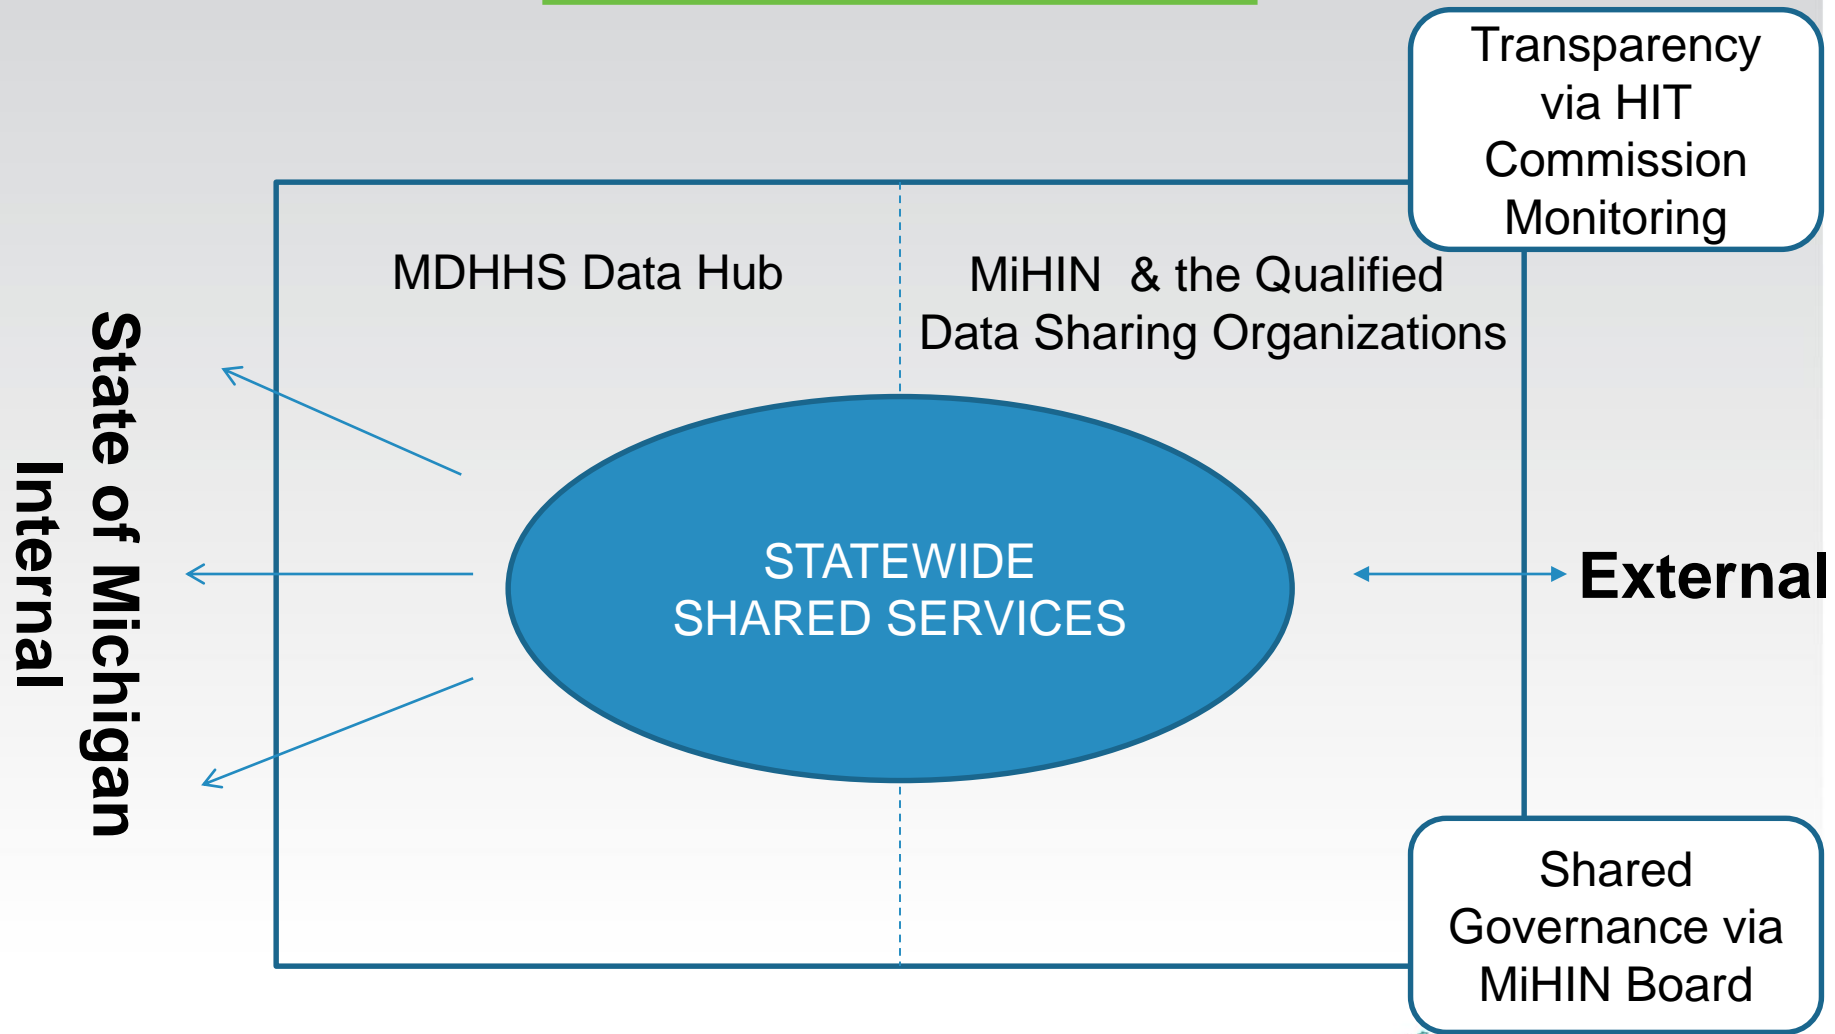 Transparency
via HIT
Commission
Monitoring
MDHHS Data Hub
MiHIN & the Qualified
Data Sharing Organizations
State of Michigan
Internal
STATEWIDE
SHARED SERVICES
External
Shared
Governance via
MiHIN Board